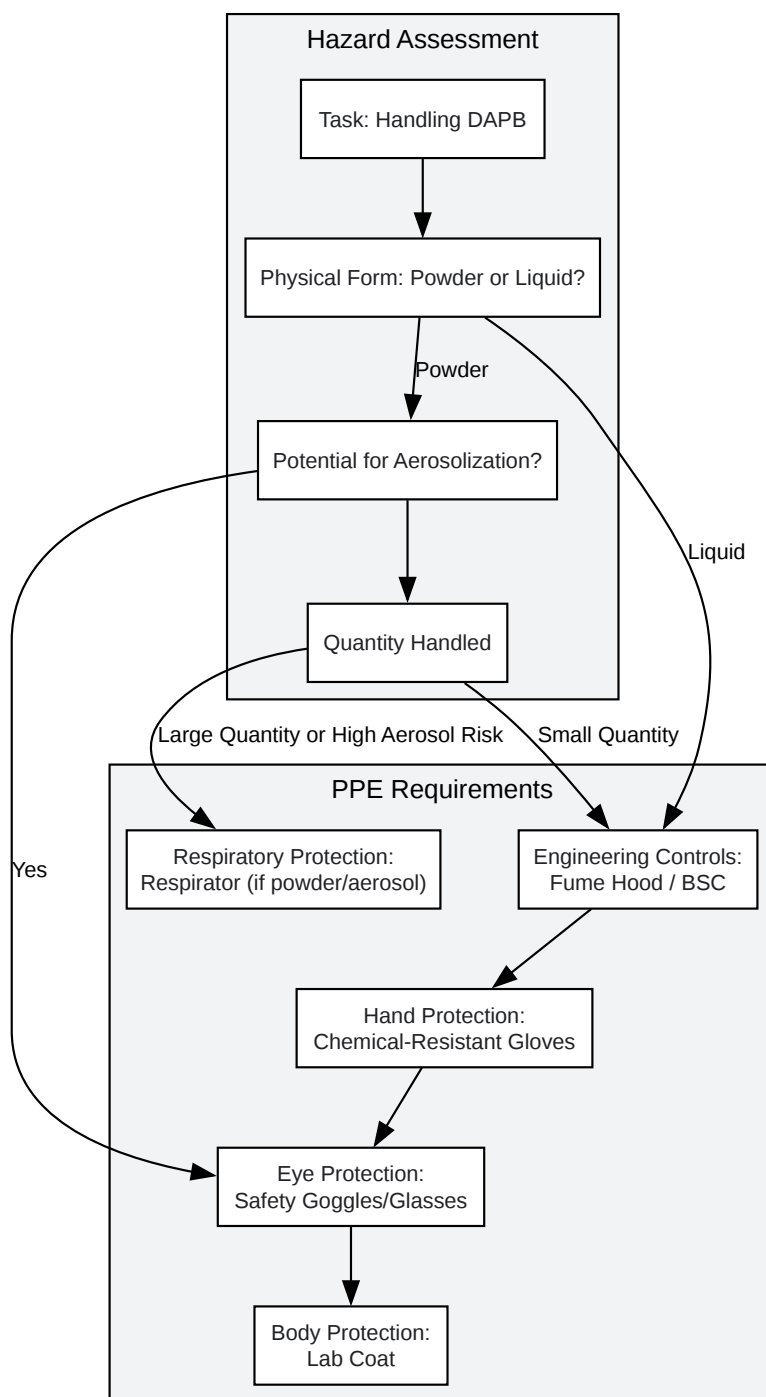 Hazard Assessment
Task: Handling DAPB
Physical Form: Powder or Liquid?
Powder
Potential for Aerosolization?
Liquid
Quantity Handled
Large Quantity or High Aerosol Risk
Small Quantity
PPE Requirements
Respiratory Protection:
Respirator (if powder/aerosol)
Engineering Controls:
Fume Hood / BSC
Yes
Hand Protection:
Chemical-Resistant Gloves
Eye Protection:
Safety Goggles/Glasses
Body Protection:
Lab Coat